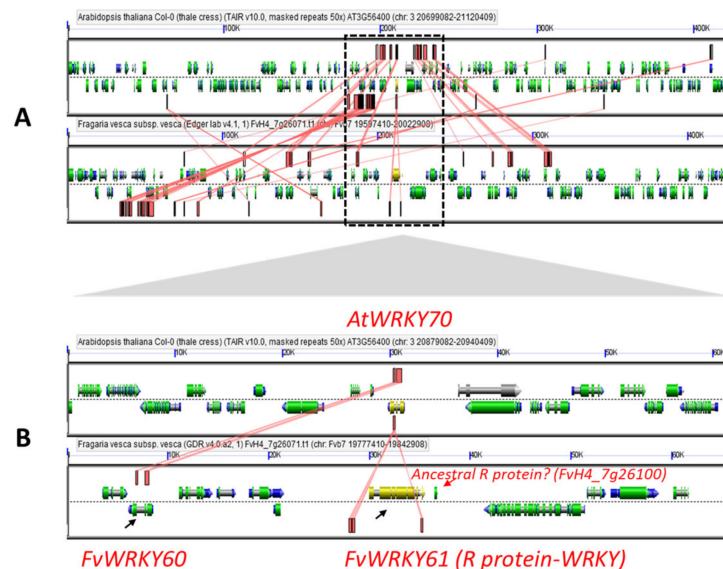 Arabidopsis thaliana Col-0 (thale cress) (TAIR v10.0, masked repeats 50x) AT3G56400 (chr: 3 20699082-21120409)
100K 200K 300K 400K
A
Fragaria vesca subsp. vesca (Edger lab v4.1, 1) FvH4_7g26071.t1 (chr: Fvb7 19597410-20022908)
100K 200K 300K 400K
AtWRKY70
Arabidopsis thaliana Col-0 (thale cress) (TAIR v10.0, masked repeats 50x) AT3G56400 (chr: 3 20879082-20940409)
10K 20K 30K 40K 50K 60K
B
Fragaria vesca subsp. vesca (GDR v4.0.a2, 1) FvH4_7g26071.t1 (chr: Fvb7 19777410-19842908)
10K 20K 30K 40K 50K 60K
Ancestral R protein? (FvH4_7g26100)
FvWRKY60 FvWRKY61 (R protein-WRKY)